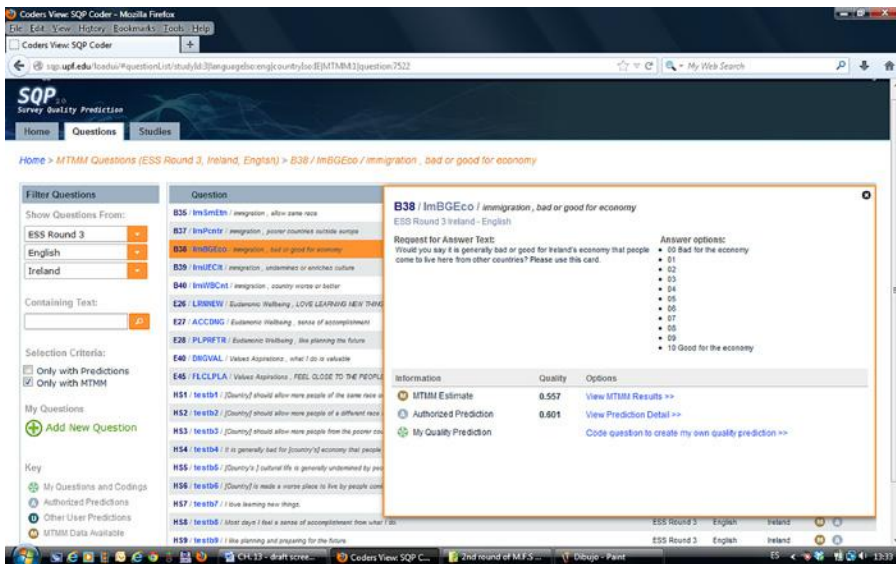 Coders View: SQP Coder - Mozilla Firefox
File Edit View History Bookmarks Tools Help
Coders View: SQP Coder
sqp.upf.edu/loadui/#questionList/studyId:3|languageIso:eng|countryIso:IE|MTMM:1|question:7522
My Web Search
SQP 2.0
Survey Quality Prediction
Home Questions Studies
Home > MTMM Questions (ESS Round 3, Ireland, English) > B38 / ImBGEco / immigration , bad or good for economy
Filter Questions
Show Questions From:
ESS Round 3
English
Ireland
Containing Text:
Selection Criteria:
Only with Predictions
Only with MTMM
My Questions
Add New Question
Key
My Questions and Codings
Authorized Predictions
Other User Predictions
MTMM Data Available
Question
B35 / ImSmEtn / immigration , allow same race
B37 / ImPcntr / immigration , poorer countries outside europe
B38 / ImBGEco / immigration , bad or good for economy
B39 / ImUEClt / immigration , undermines or enriches culture
B40 / ImWBCnt / immigration , country worse or better
E26 / LRNNEW / Eudemonic Wellbeing , LOVE LEARNING NEW THING
E27 / ACCDNG / Eudemonic Wellbeing , sense of accomplishment
E28 / PLPRFTR / Eudemonic Wellbeing , like planning the future
E40 / DNGVAL / Values Aspirations , what I do is valuable
E45 / FLCLPLA / Values Aspirations , FEEL CLOSE TO THE PEOPLE
HS1 / testb1 / [Country] should allow more people of the same race
HS2 / testb2 / [Country] should allow more people of a different race
HS3 / testb3 / [Country] should allow more people from the poorer
HS4 / testb4 / It is generally bad for [country's] economy that people
HS5 / testb5 / [Country's ] cultural life is generally undermined by
HS6 / testb6 / [Country] is made a worse place to live by people
HS7 / testb7 / I love learning new things.
HS8 / testb8 / Most days I feel a sense of accomplishment from what I do. ESS Round 3 English Ireland
HS9 / testb9 / I like planning and preparing for the future. ESS Round 3 English Ireland
B38 / ImBGEco / immigration , bad or good for economy
ESS Round 3 Ireland - English
Request for Answer Text:
Would you say it is generally bad or good for Ireland's economy that people
come to live here from other countries? Please use this card.
Answer options:
00 Bad for the economy
01
02
03
04
05
06
07
08
09
10 Good for the economy
Information Quality Options
MTMM Estimate 0.557 View MTMM Results >>
Authorized Prediction 0.601 View Prediction Detail >>
My Quality Prediction Code question to create my own quality prediction >>
CH. 13 - draft scree... Coders View: SQP C... 2nd round of M.F.S ... Dibujo - Paint ES 13:33